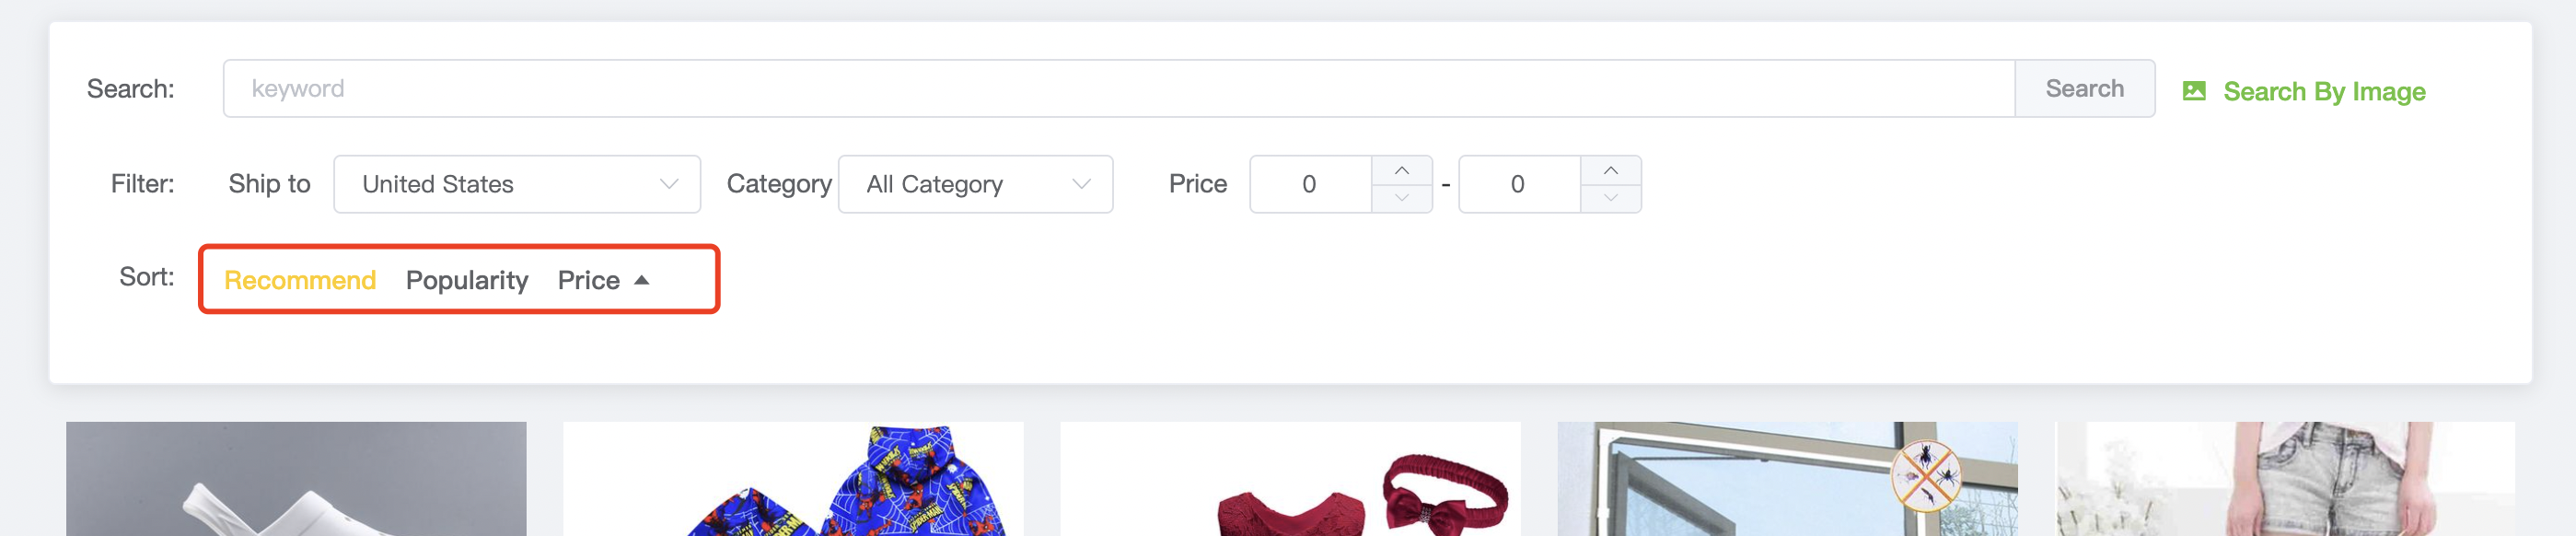 Search: keyword Search Search By Image
Filter: Ship to United States Category All Category Price 0 - 0
Sort: Recommend Popularity Price